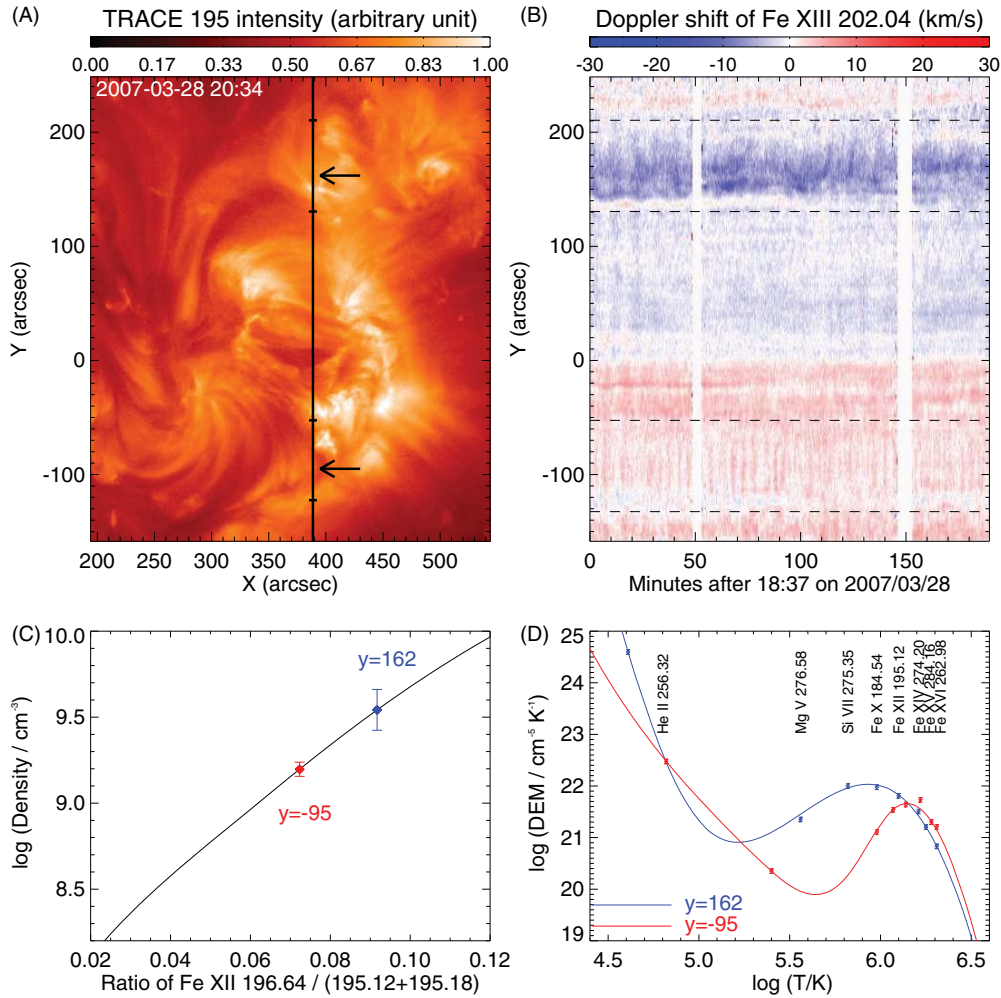 (A)
TRACE 195 intensity (arbitrary unit)
0.00 0.17 0.33 0.50 0.67 0.83 1.00
2007-03-28 20:34
200
100
0
-100
Y (arcsec)
200 250 300 350 400 450 500
X (arcsec)
(B)
Doppler shift of Fe XIII 202.04 (km/s)
-30 -20 -10 0 10 20 30
200
100
0
-100
Y (arcsec)
0 50 100 150
Minutes after 18:37 on 2007/03/28
(C)
10.0
9.5
9.0
8.5
log (Density / cm⁻³)
y=162
y=-95
0.02 0.04 0.06 0.08 0.10 0.12
Ratio of Fe XII 196.64 / (195.12+195.18)
(D)
25
24
23
22
21
20
19
log (DEM / cm⁻⁵ K⁻¹)
He II 256.32
Mg V 276.58
Si VII 275.35
Fe X 184.54
Fe XII 195.12
Fe XIV 274.20
Fe XV 284.16
Fe XVI 262.98
y=162
y=-95
4.5 5.0 5.5 6.0 6.5
log (T/K)